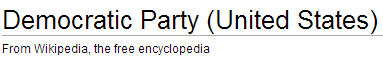 Democratic Party (United States)
From Wikipedia, the free encyclopedia